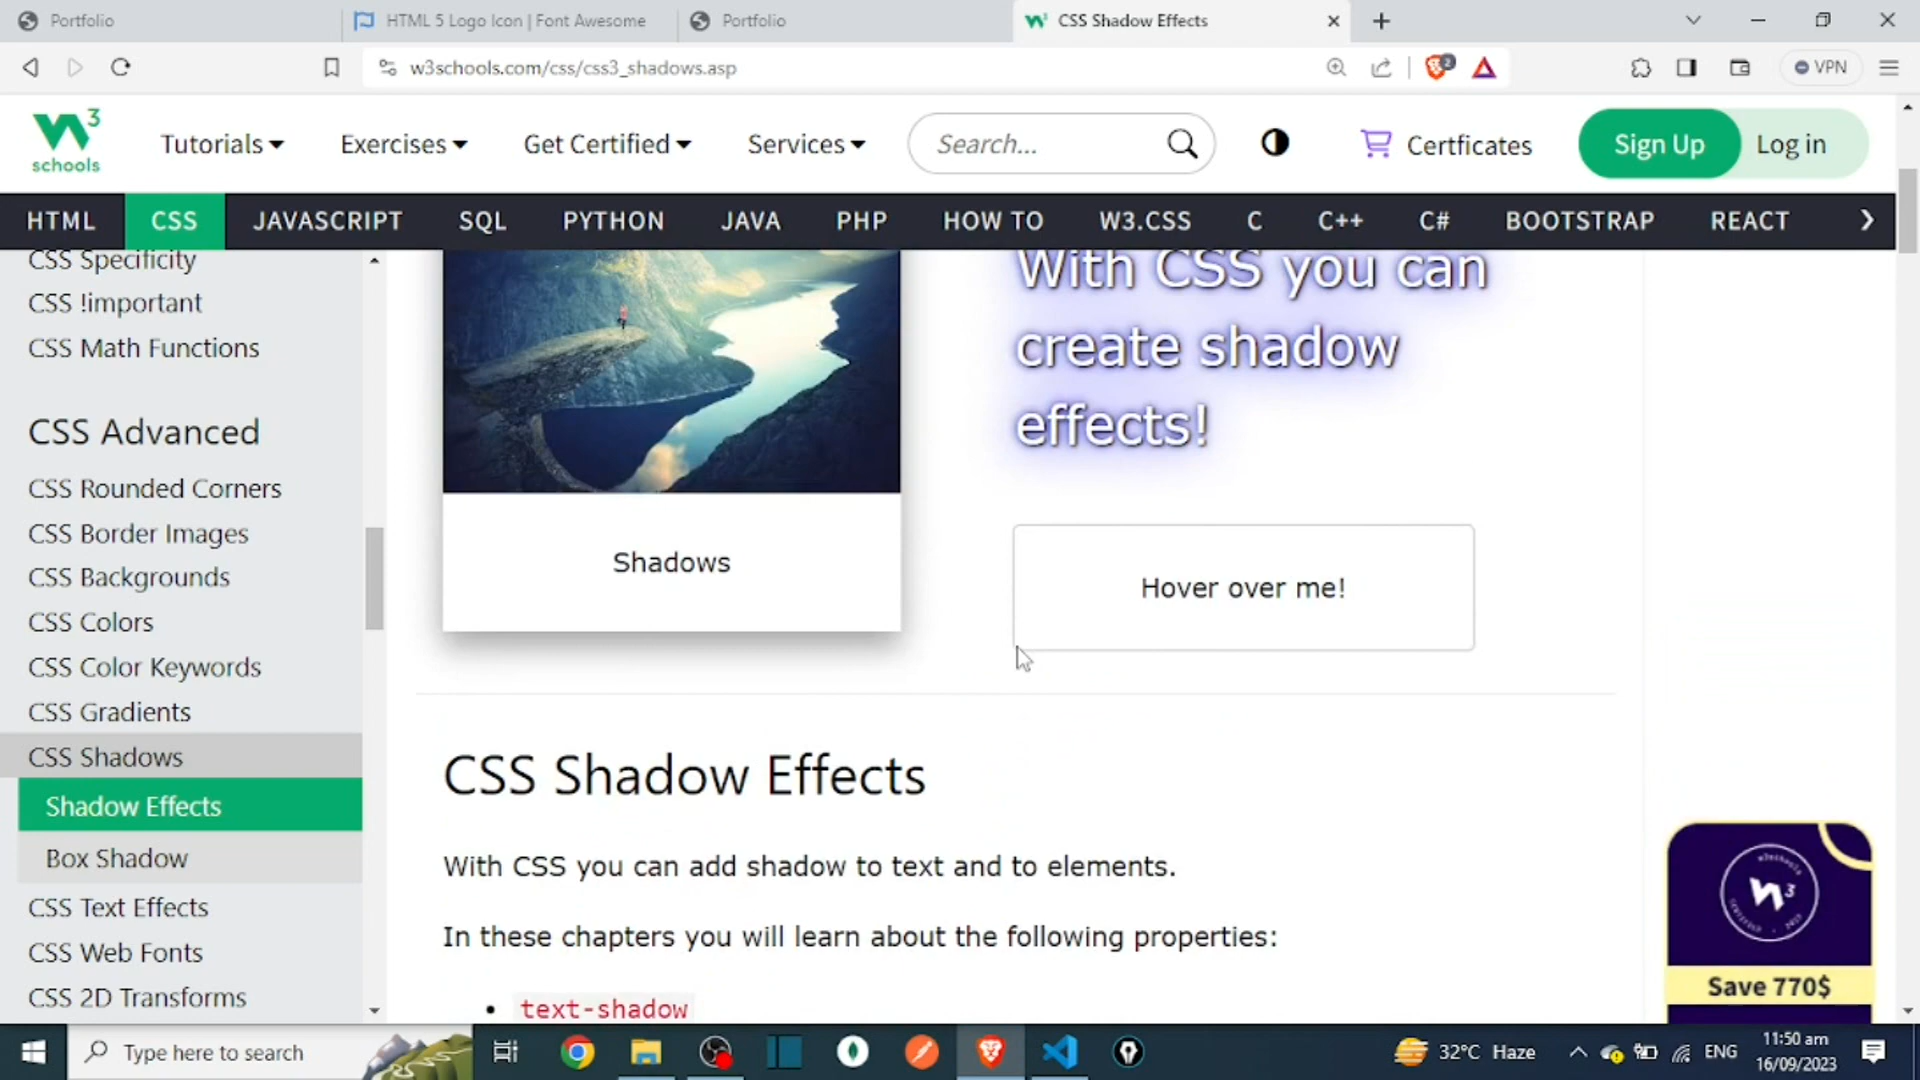 Portfolio
HTML 5 Logo Icon | Font Awesome
Portfolio
CSS Shadow Effects
w3schools.com/css/css3_shadows.asp
2
VPN
3
schools
Tutorials
Exercises
Get Certified
Services
Search...
Certficates
Sign Up
Log in
HTML
CSS
JAVASCRIPT
SQL
PYTHON
JAVA
PHP
HOW TO
W3.CSS
C
C++
C#
BOOTSTRAP
REACT
CSS Specificity
CSS !important
CSS Math Functions
CSS Advanced
CSS Rounded Corners
CSS Border Images
CSS Backgrounds
CSS Colors
CSS Color Keywords
CSS Gradients
CSS Shadows
Shadow Effects
Box Shadow
CSS Text Effects
CSS Web Fonts
CSS 2D Transforms
Shadows
With CSS you can
create shadow
effects!
Hover over me!
CSS Shadow Effects
With CSS you can add shadow to text and to elements.
In these chapters you will learn about the following properties:
• text-shadow
Save 770$
Type here to search
32°C Haze
ENG
11:50 am
16/09/2023